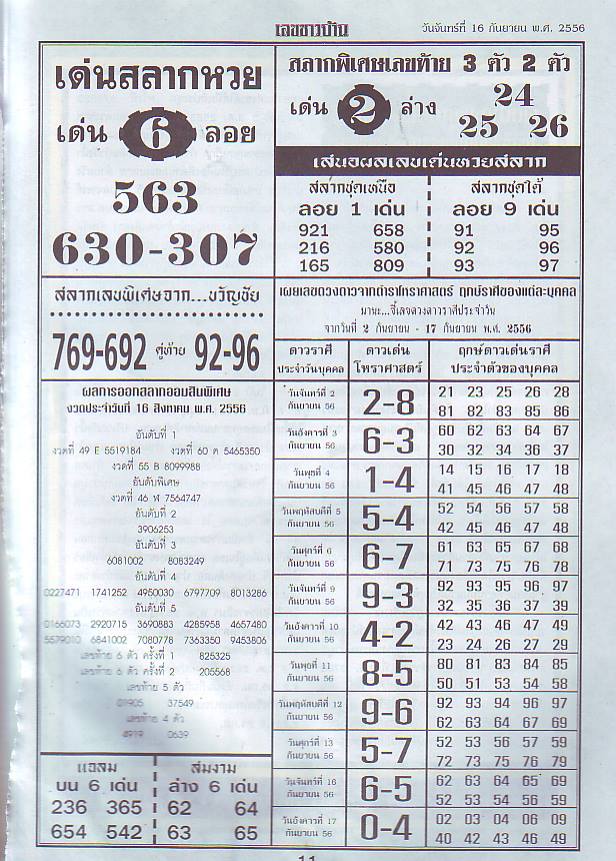 เลขชาวบ้าน
วันจันทร์ที่ 16 กันยายน พ.ศ. 2556
เด่นสลากหวย
เด่น 6 ลอย
563
630-307
สลากพิเศษเลขท้าย 3 ตัว 2 ตัว
เด่น 2 ล่าง
24
25 26
เสนอผลเลขเด่นหวยสลาก
สลากชุดเหนือ
ลอย 1 เด่น
921 658
216 580
165 809
สลากชุดใต้
ลอย 9 เด่น
91 95
92 96
93 97
สลากเลขพิเศษจาก...ขวัญชัย
769-692 คู่ท้าย 92-96
เผยเลขดวงดาวจากตำราโหราศาสตร์ ฤกษ์ราศีของแต่ละบุคคล
มานะ...ชี้เลขดวงดาวราศีประจำวัน
จากวันที่ 2 กันยายน - 17 กันยายน พ.ศ. 2556
ดาวราศี
ประจำวันบุคคล
ดาวเด่น
โหราศาสตร์
ฤกษ์ดาวเด่นราศี
ประจำตัวของบุคคล
วันจันทร์ที่ 2
กันยายน 56
2-8
21 23 25 26 28
81 82 83 85 86
วันอังคารที่ 3
กันยายน 56
6-3
60 62 63 64 67
30 32 34 36 37
วันพุธที่ 4
กันยายน 56
1-4
14 15 16 17 18
41 45 46 47 48
วันพฤหัสบดีที่ 5
กันยายน 56
5-4
52 54 56 57 58
42 45 46 47 48
วันศุกร์ที่ 6
กันยายน 56
6-7
61 63 65 67 68
71 73 75 76 78
วันจันทร์ที่ 9
กันยายน 56
9-3
92 93 95 96 97
32 35 36 37 39
วันอังคารที่ 10
กันยายน 56
4-2
42 43 46 47 49
23 24 26 27 29
วันพุธที่ 11
กันยายน 56
8-5
80 81 83 84 85
50 51 53 54 58
วันพฤหัสบดีที่ 12
กันยายน 56
9-6
92 93 94 96 97
62 63 64 67 69
วันศุกร์ที่ 13
กันยายน 56
5-7
52 53 56 57 59
72 73 75 76 79
วันจันทร์ที่ 16
กันยายน 56
6-5
62 63 64 65 69
52 53 54 56 59
วันอังคารที่ 17
กันยายน 56
0-4
02 03 04 06 09
40 42 43 46 49
ผลการออกสลากออมสินพิเศษ
งวดประจำวันที่ 16 สิงหาคม พ.ศ. 2556
อันดับที่ 1
งวดที่ 49 E 5519184 งวดที่ 60 ค 5465350
งวดที่ 55 B 8099988
อันดับพิเศษ
งวดที่ 46 ฬ 7564747
อันดับที่ 2
3906253
อันดับที่ 3
6081002 8083249
อันดับที่ 4
0227471 1741252 4950030 6797709 8013286
อันดับที่ 5
0166073 2920715 3690883 4285958 4657480
5579010 6841002 7080778 7363350 9453806
เลขท้าย 6 ตัว ครั้งที่ 1 825325
เลขท้าย 6 ตัว ครั้งที่ 2 205568
เลขท้าย 5 ตัว
01905 37549
เลขท้าย 4 ตัว
8919 0639
แอลม
บน 6 เด่น
236 365
654 542
สมงาม
ล่าง 6 เด่น
62 64
63 65
11